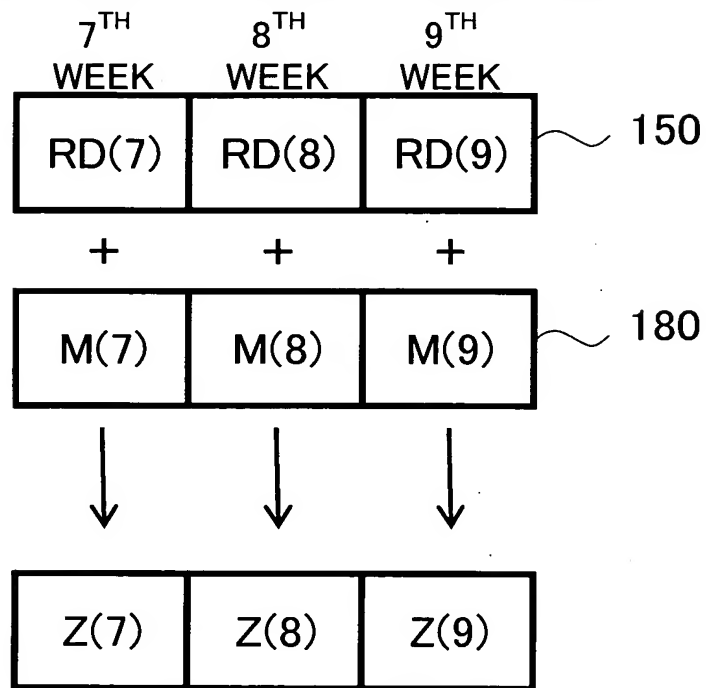 7TH 8TH 9TH
WEEK WEEK WEEK
RD(7) RD(8) RD(9) 150
+ + +
M(7) M(8) M(9) 180
Z(7) Z(8) Z(9)